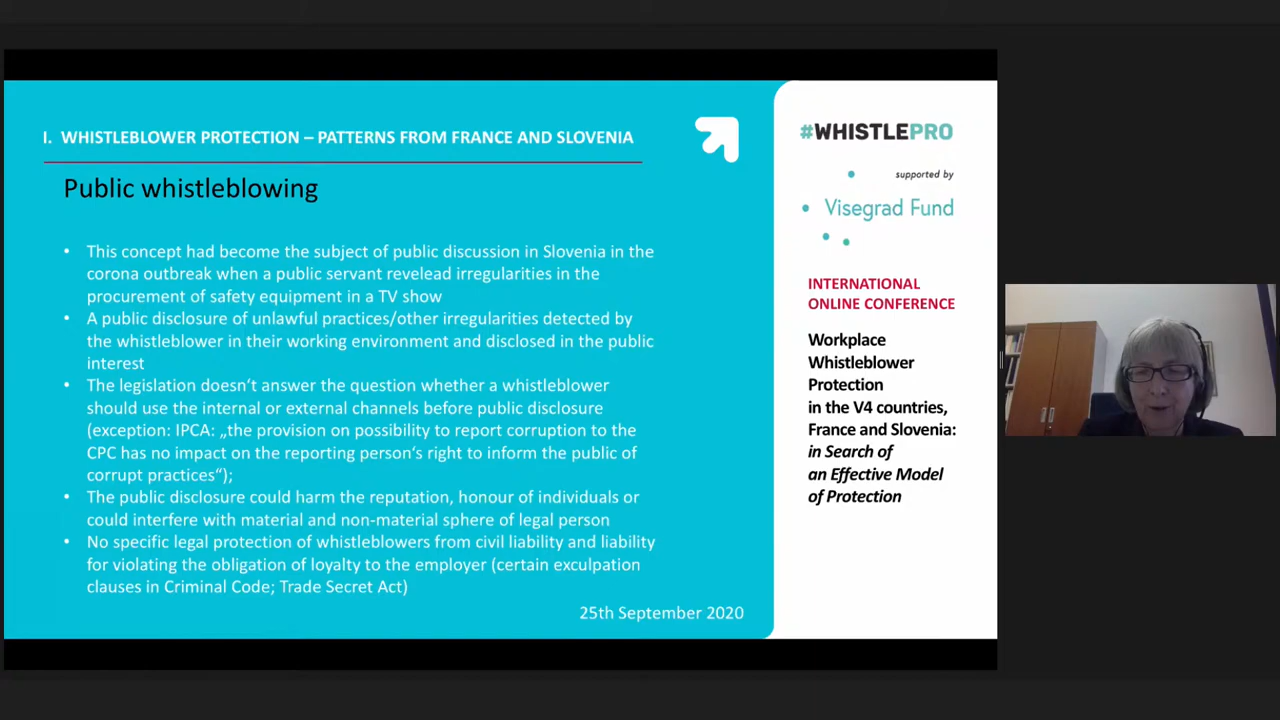 I. WHISTLEBLOWER PROTECTION – PATTERNS FROM FRANCE AND SLOVENIA
Public whistleblowing
• This concept had become the subject of public discussion in Slovenia in the
corona outbreak when a public servant revelead irregularities in the
procurement of safety equipment in a TV show
• A public disclosure of unlawful practices/other irregularities detected by
the whistleblower in their working environment and disclosed in the public
interest
• The legislation doesn't answer the question whether a whistleblower
should use the internal or external channels before public disclosure
(exception: IPCA: „the provision on possibility to report corruption to the
CPC has no impact on the reporting person's right to inform the public of
corrupt practices“);
• The public disclosure could harm the reputation, honour of individuals or
could interfere with material and non-material sphere of legal person
• No specific legal protection of whistleblowers from civil liability and liability
for violating the obligation of loyalty to the employer (certain exculpation
clauses in Criminal Code; Trade Secret Act)
25th September 2020
#WHISTLEPRO
supported by
Visegrad Fund
INTERNATIONAL
ONLINE CONFERENCE
Workplace
Whistleblower
Protection
in the V4 countries,
France and Slovenia:
in Search of
an Effective Model
of Protection